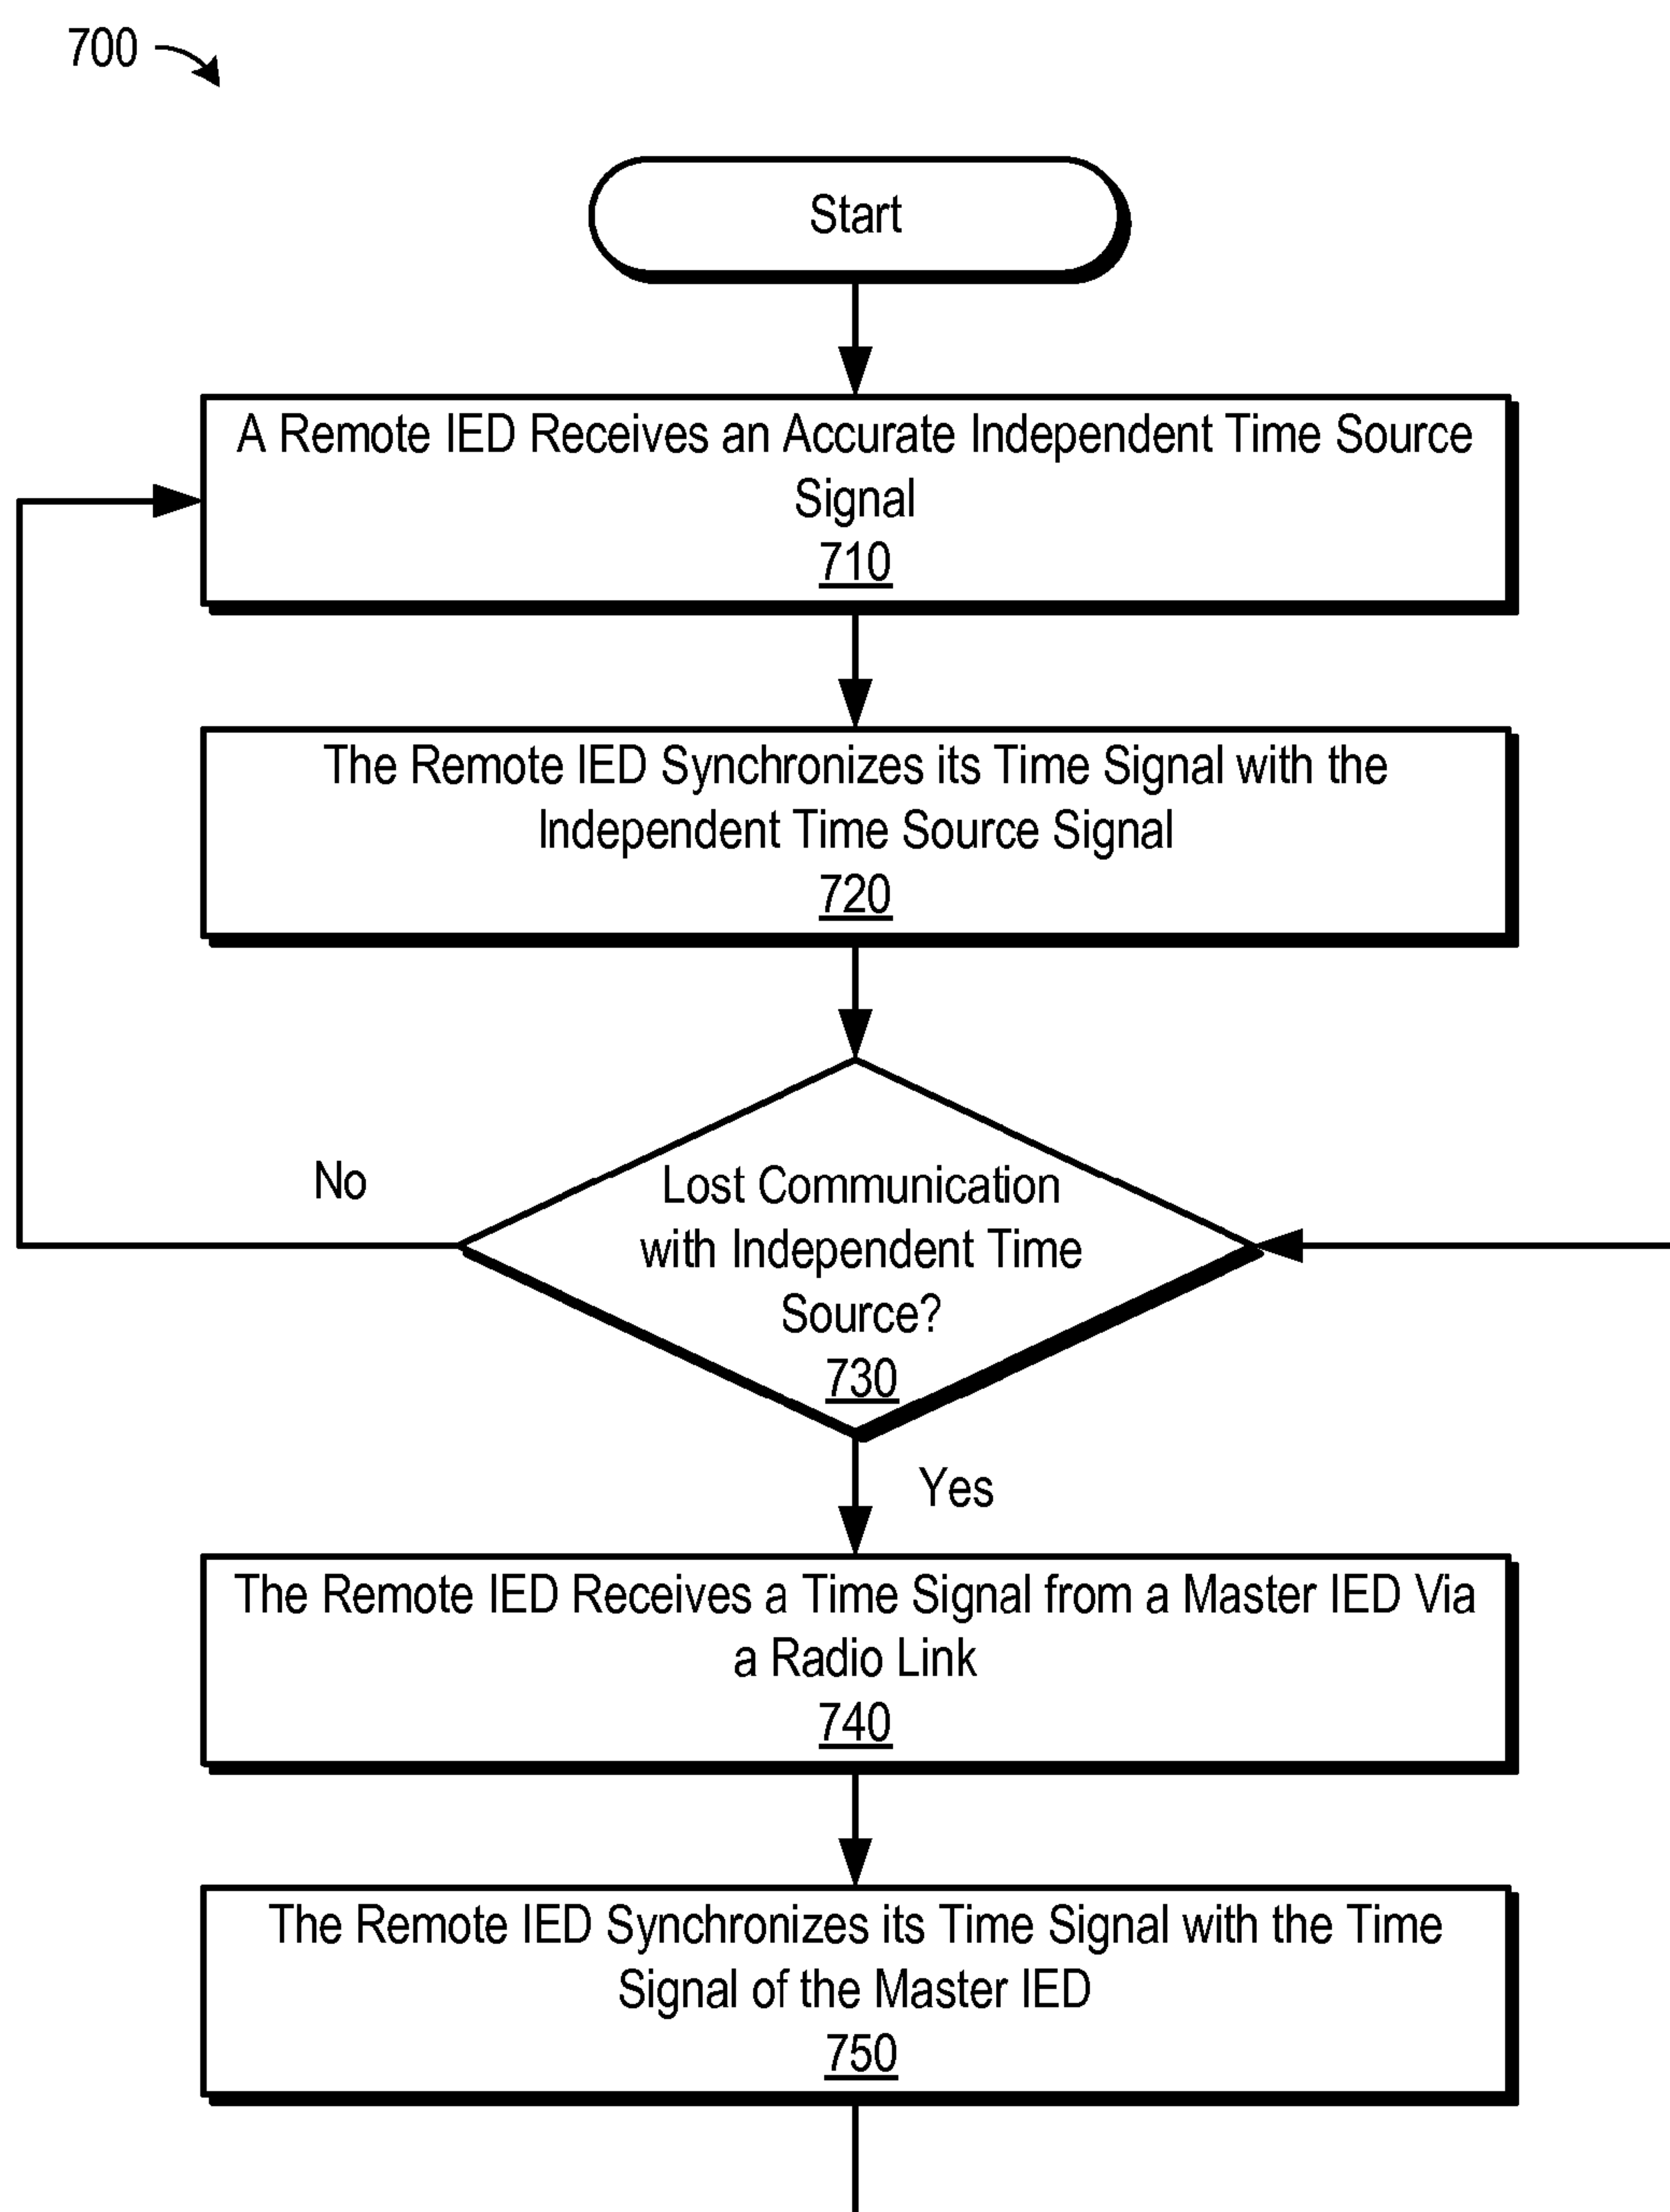 700
Start
A Remote IED Receives an Accurate Independent Time Source
Signal
710
The Remote IED Synchronizes its Time Signal with the
Independent Time Source Signal
720
No
Lost Communication
with Independent Time
Source?
730
Yes
The Remote IED Receives a Time Signal from a Master IED Via
a Radio Link
740
The Remote IED Synchronizes its Time Signal with the Time
Signal of the Master IED
750